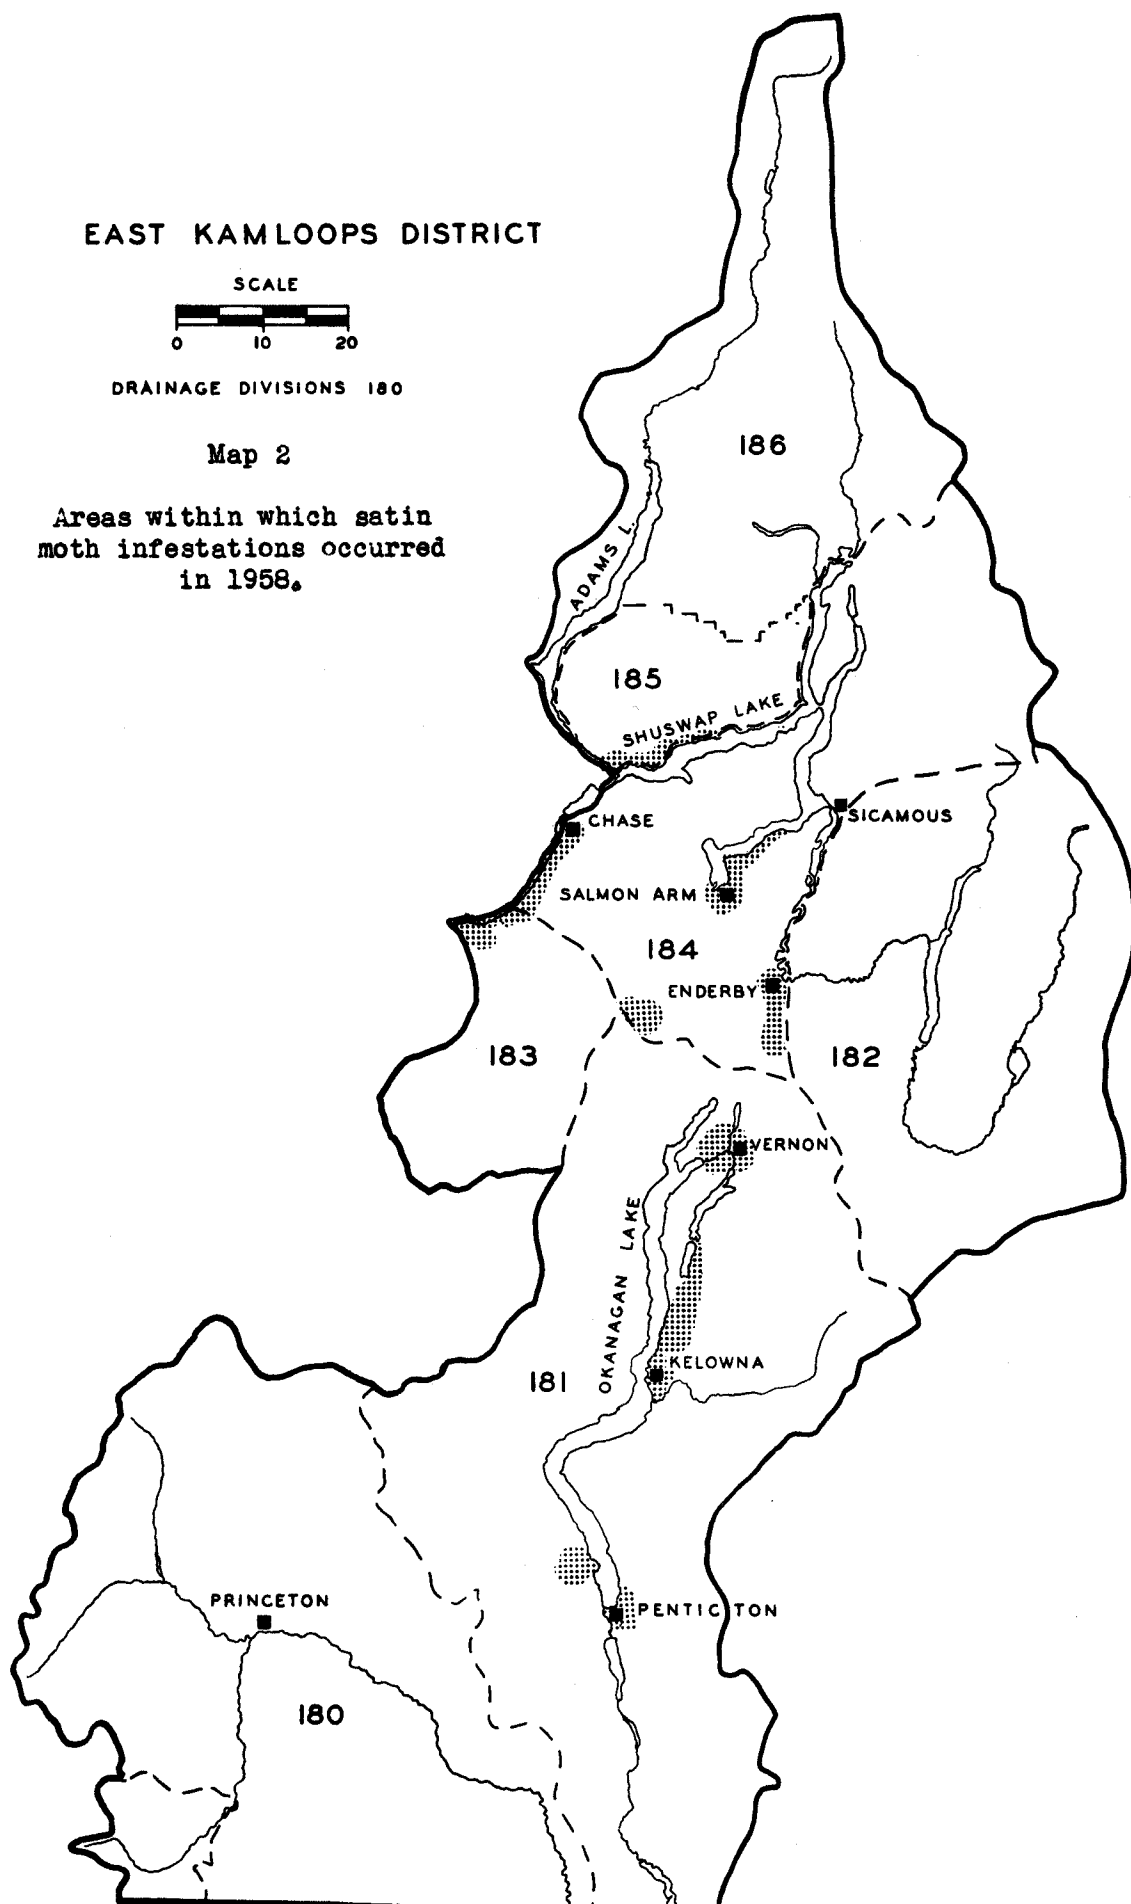 EAST KAMLOOPS DISTRICT
SCALE
0 10 20
DRAINAGE DIVISIONS 180
Map 2
Areas within which satin
moth infestations occurred
in 1958.
186
ADAMS L.
185
SHUSWAP LAKE
CHASE
SICAMOUS
SALMON ARM
184
ENDERBY
183
182
VERNON
OKANAGAN LAKE
KELOWNA
181
PRINCETON
PENTICTON
180